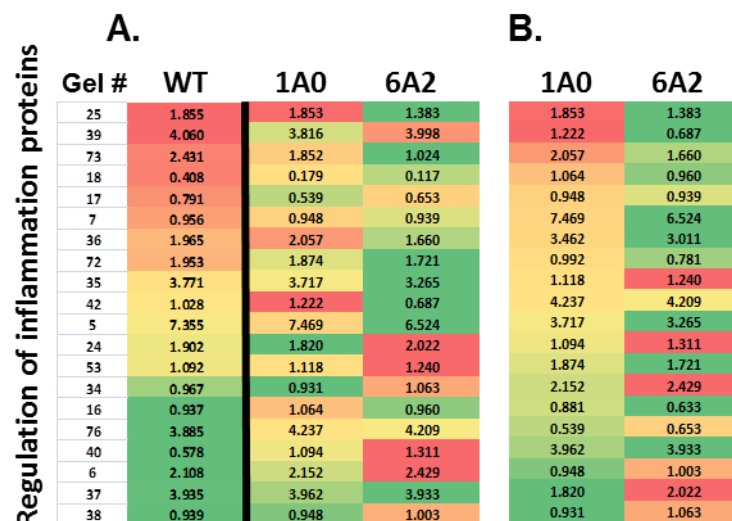 A. B.
Gel # WT 1A0 6A2 1A0 6A2
Regulation of inflammation proteins
25 1.855 1.853 1.383 1.853 1.383
39 4.060 3.816 3.998 1.222 0.687
73 2.431 1.852 1.024 2.057 1.660
18 0.408 0.179 0.117 1.064 0.960
17 0.791 0.539 0.653 0.948 0.939
7 0.956 0.948 0.939 7.469 6.524
36 1.965 2.057 1.660 3.462 3.011
72 1.953 1.874 1.721 0.992 0.781
35 3.771 3.717 3.265 1.118 1.240
42 1.028 1.222 0.687 4.237 4.209
5 7.355 7.469 6.524 3.717 3.265
24 1.902 1.820 2.022 1.094 1.311
53 1.092 1.118 1.240 1.874 1.721
34 0.967 0.931 1.063 2.152 2.429
16 0.937 1.064 0.960 0.881 0.633
76 3.885 4.237 4.209 0.539 0.653
40 0.578 1.094 1.311 3.962 3.933
6 2.108 2.152 2.429 0.948 1.003
37 3.935 3.962 3.933 1.820 2.022
38 0.939 0.948 1.003 0.931 1.063